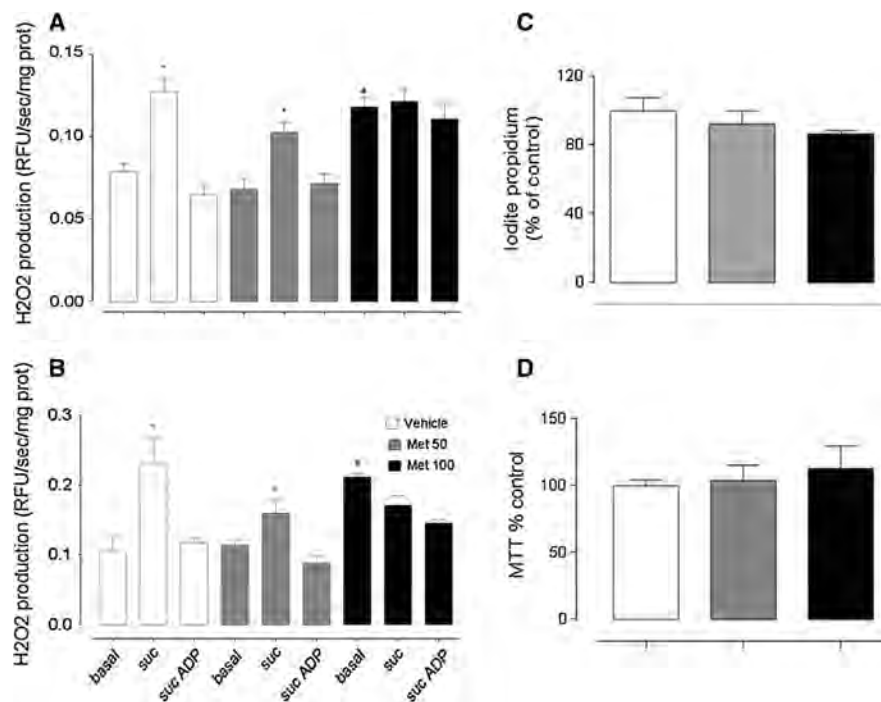 A
H2O2 production (RFU/sec/mg prot)
0.15
0.10
0.05
0.00
*
*
*
B
H2O2 production (RFU/sec/mg prot)
0.3
0.2
0.1
0.0
*
*
*
Vehicle
Met 50
Met 100
basal
suc
suc ADP
basal
suc
suc ADP
basal
suc
suc ADP
C
Iodite propidium
(% of control)
120
80
40
0
D
MTT % control
150
100
50
0